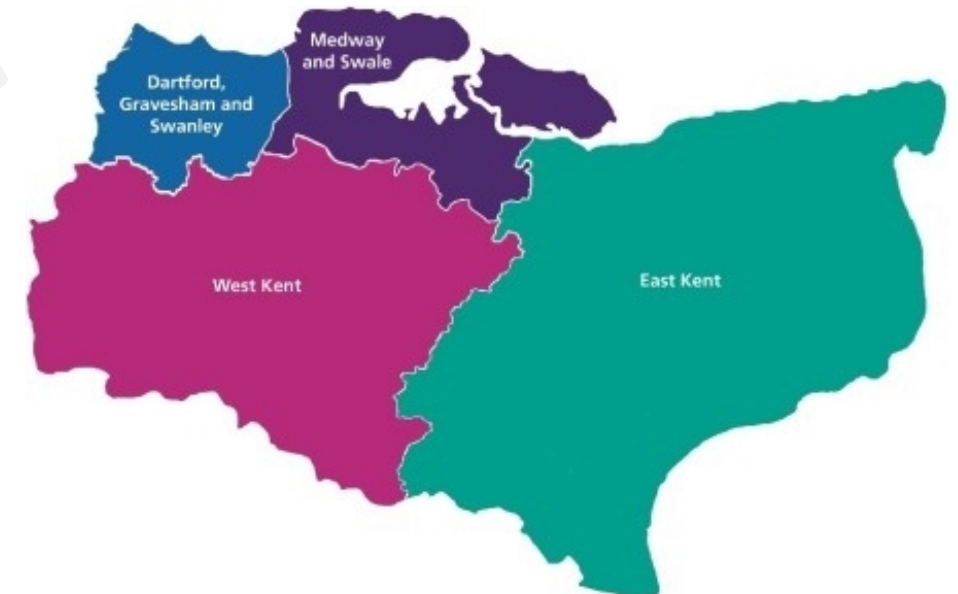 Medway
and Swale
Dartford,
Gravesham and
Swanley
West Kent
East Kent